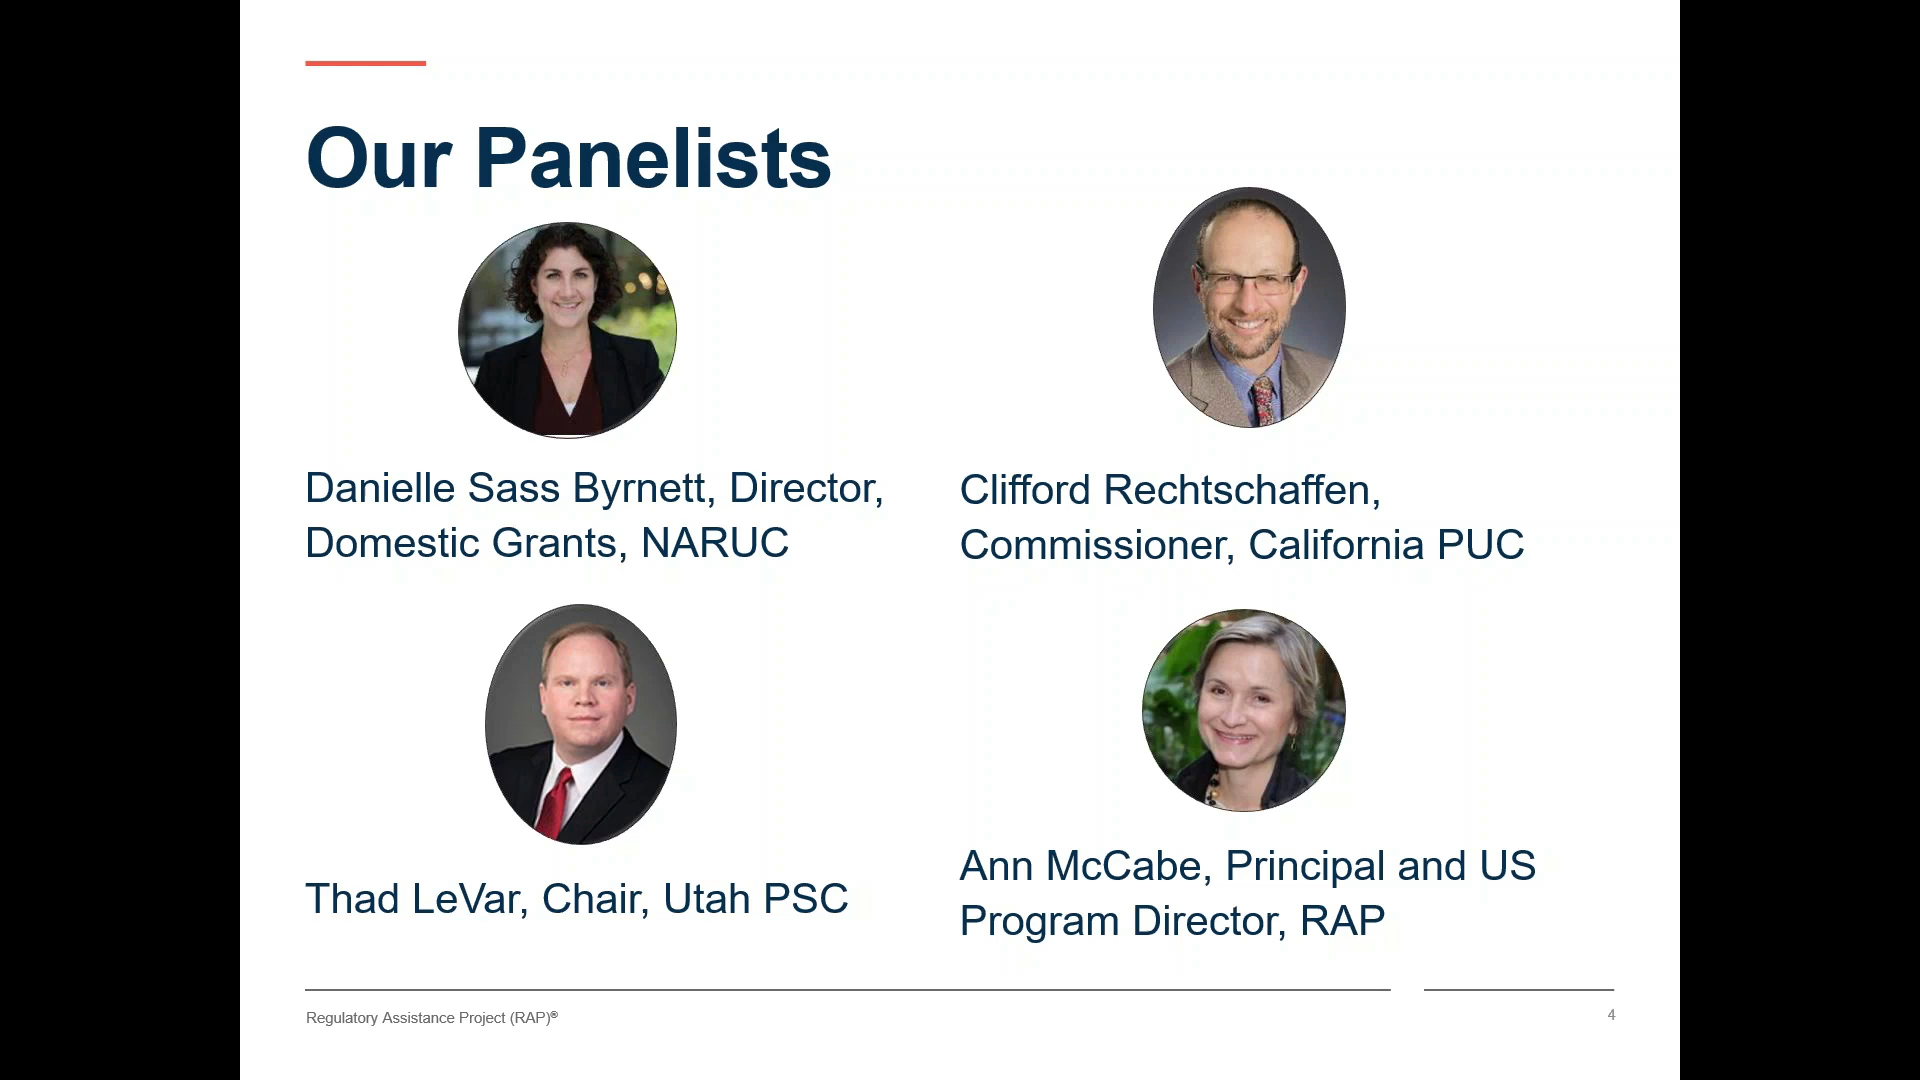 Our Panelists
Danielle Sass Byrnett, Director,
Domestic Grants, NARUC
Clifford Rechtschaffen,
Commissioner, California PUC
Thad LeVar, Chair, Utah PSC
Ann McCabe, Principal and US
Program Director, RAP
Regulatory Assistance Project (RAP)®
4